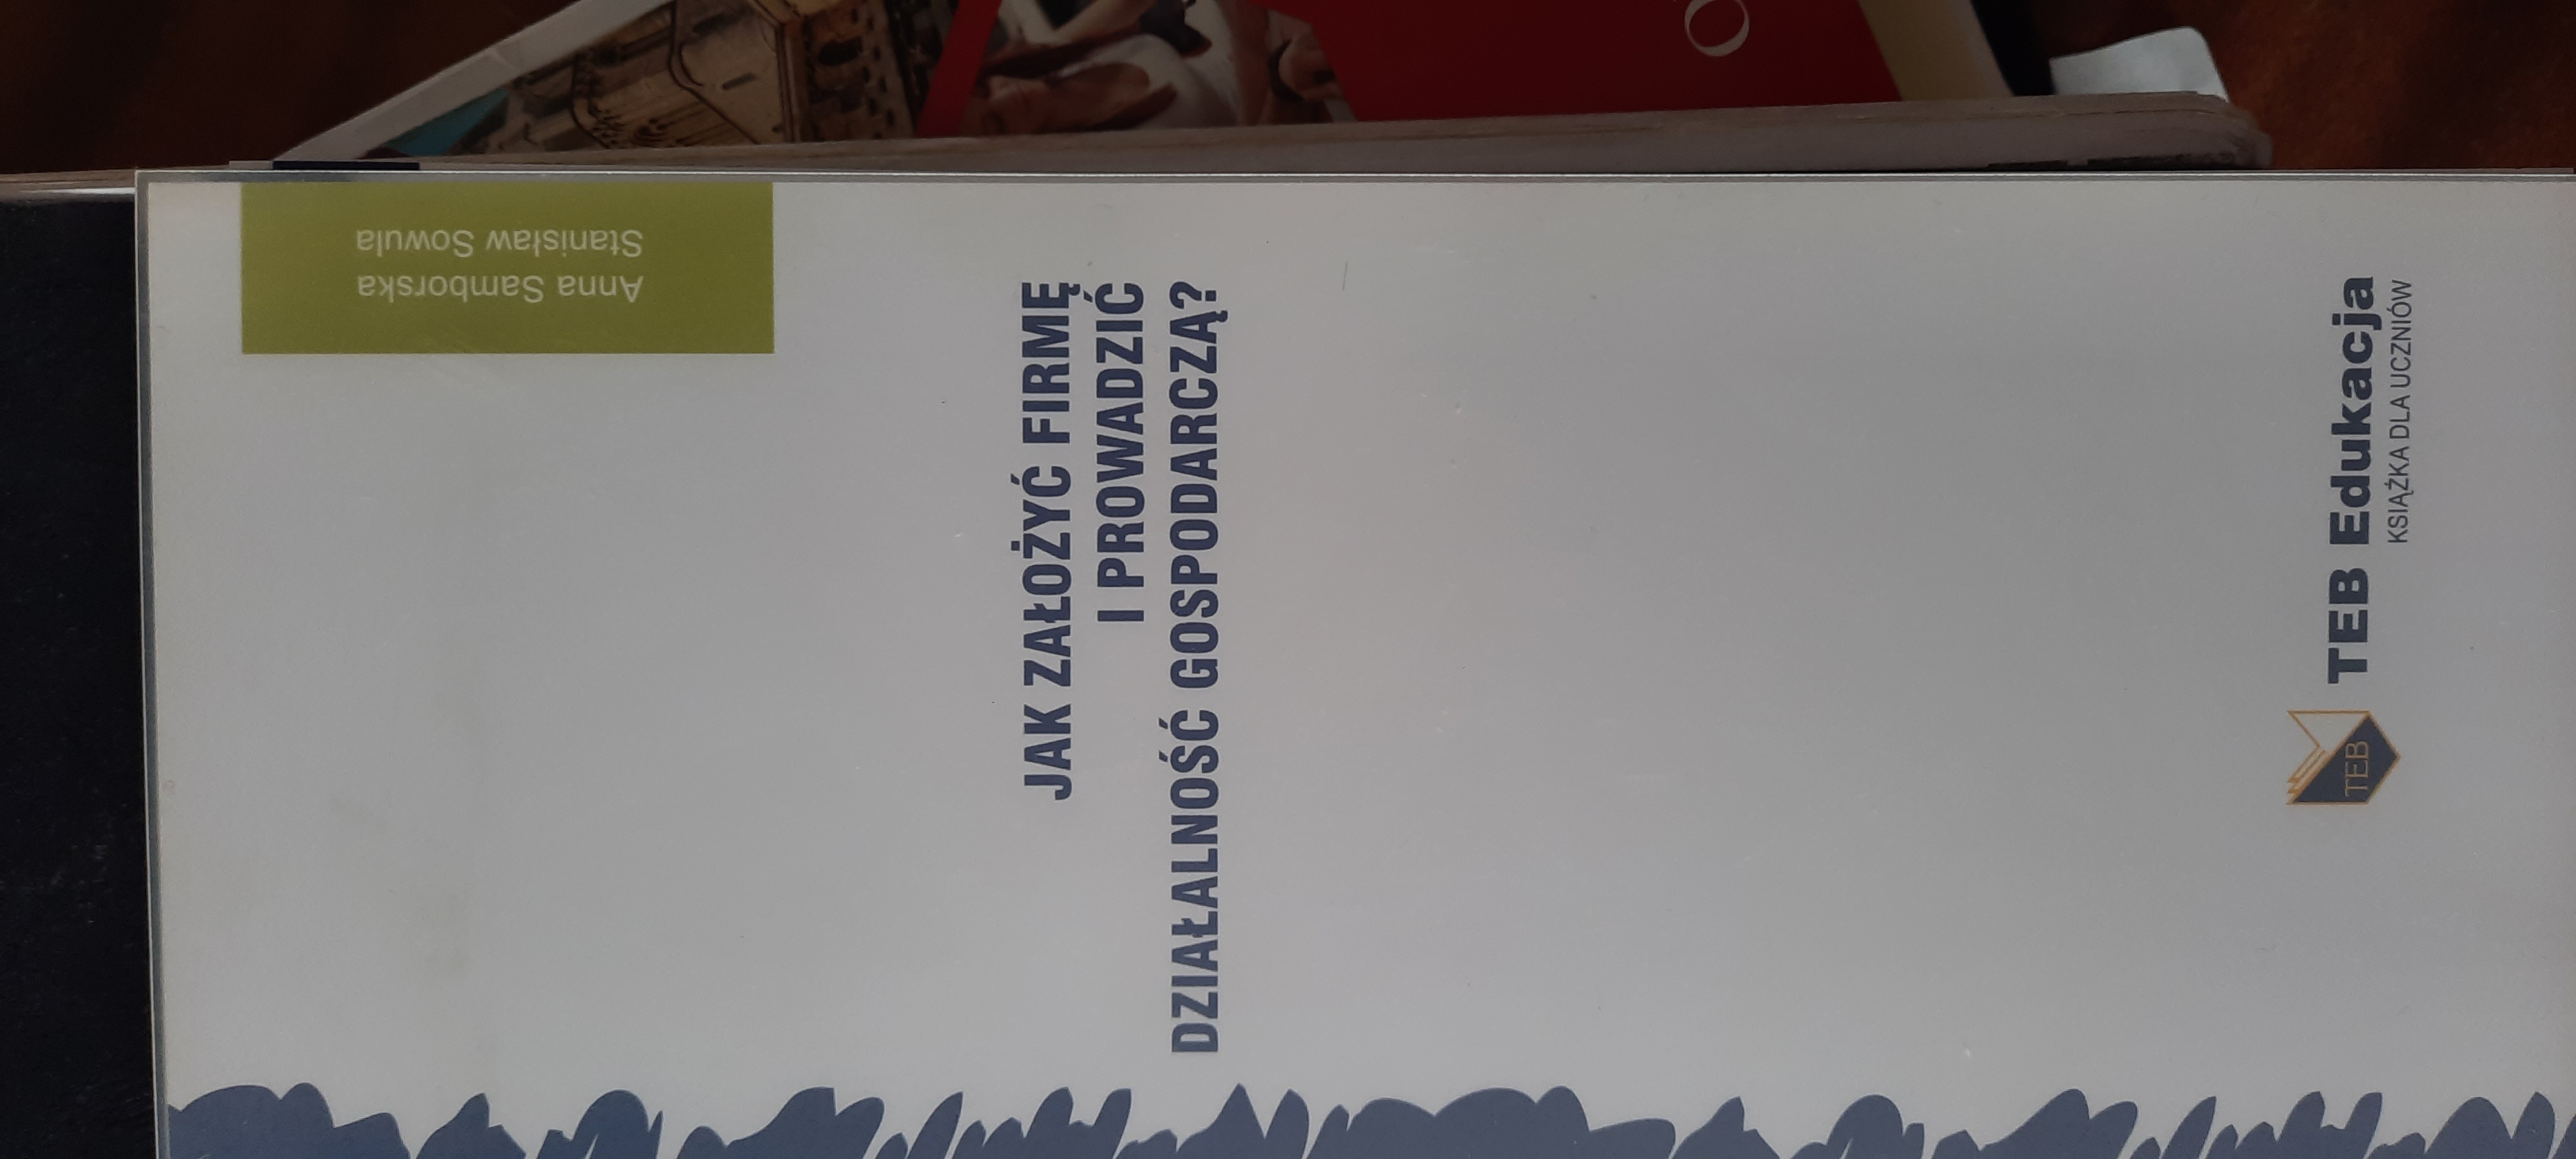 Anna Samborska
Stanisław Sowula
JAK ZAŁOŻYĆ FIRMĘ
I PROWADZIĆ
DZIAŁALNOŚĆ GOSPODARCZĄ?
TEB
TEB Edukacja
KSIĄŻKA DLA UCZNIÓW
O